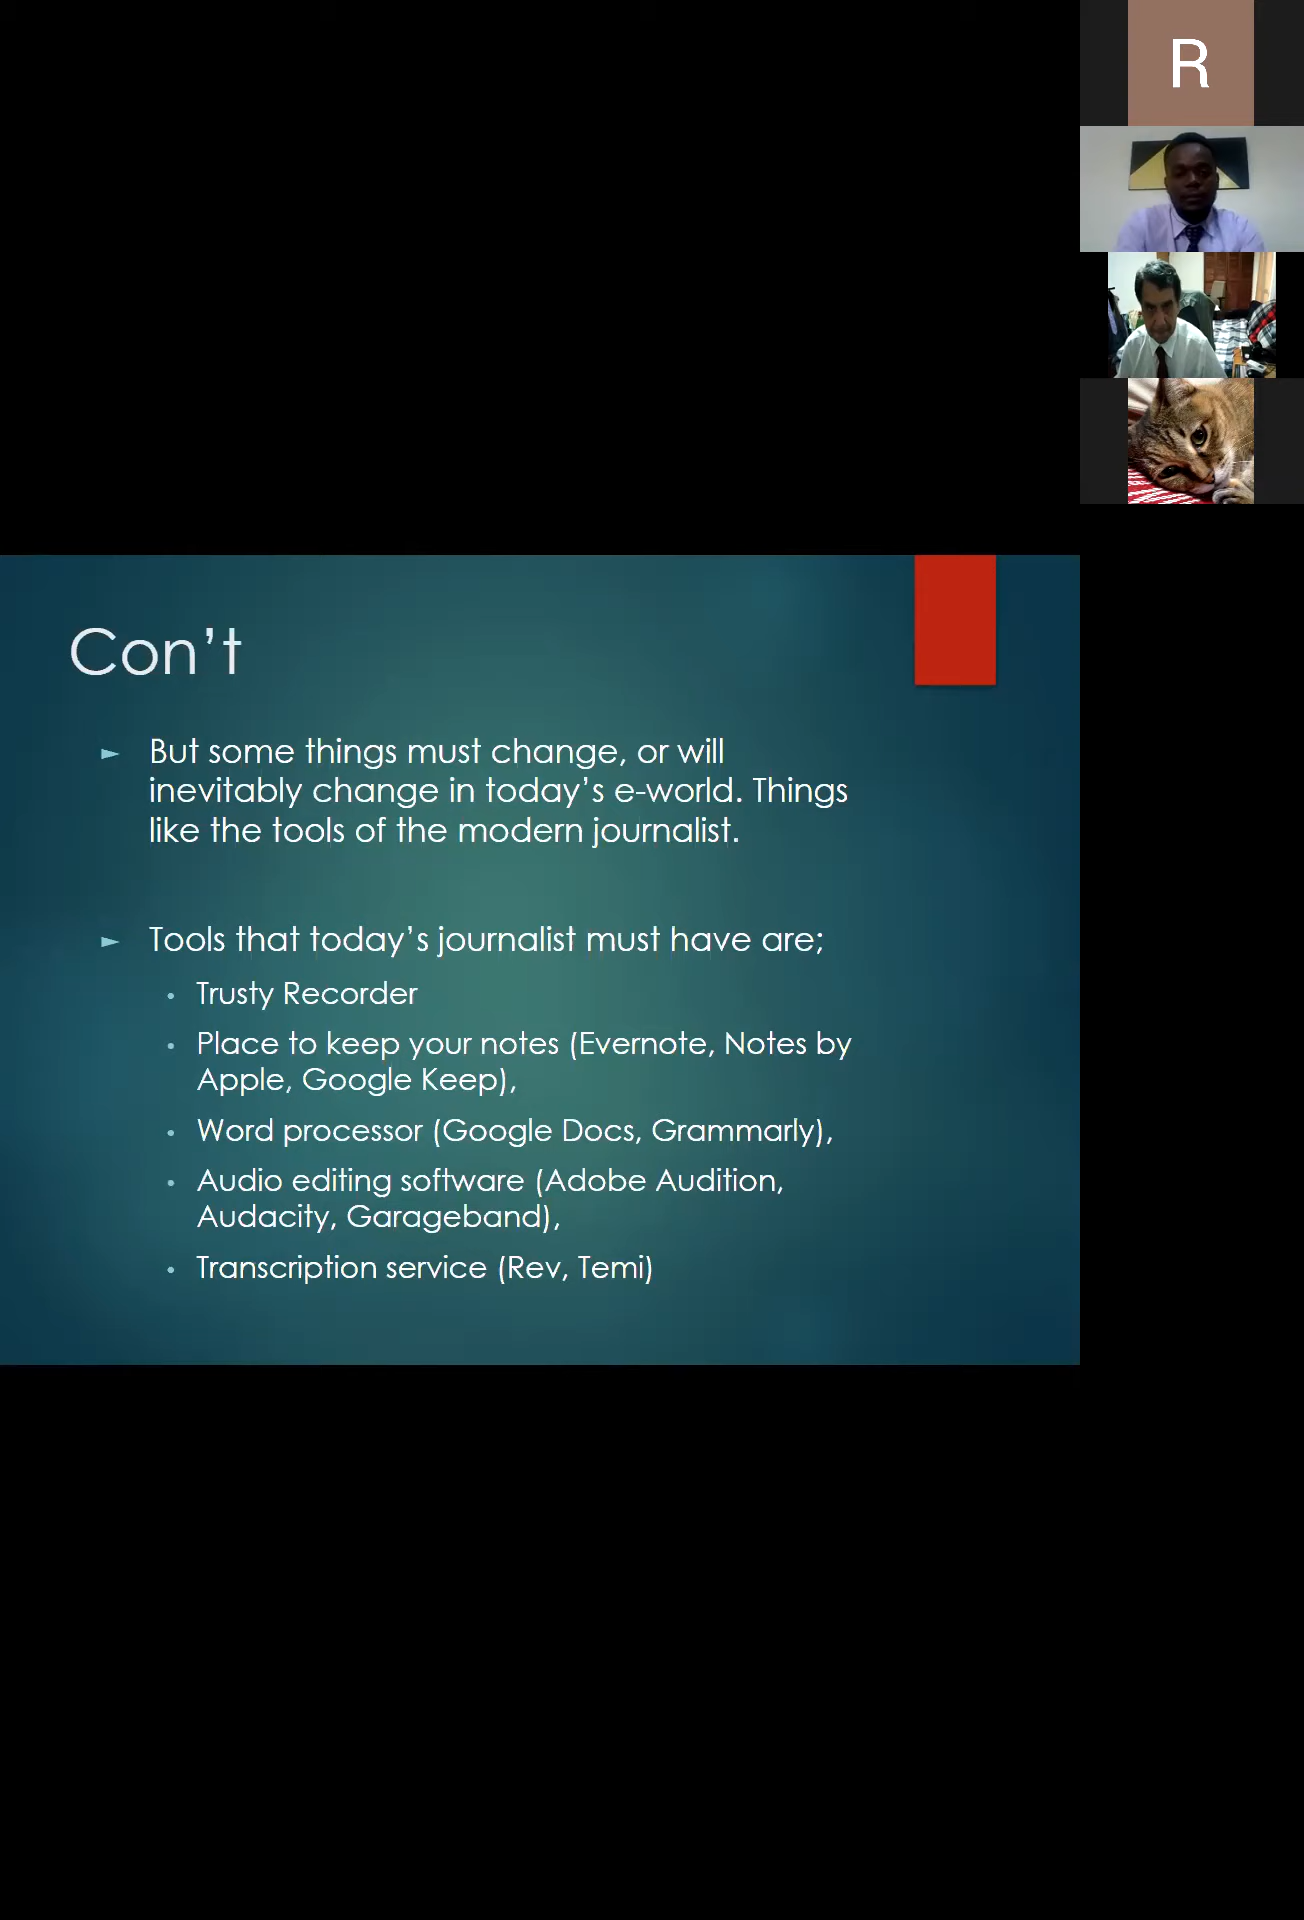 R
Con't
► But some things must change, or will
inevitably change in today's e-world. Things
like the tools of the modern journalist.
► Tools that today's journalist must have are;
• Trusty Recorder
• Place to keep your notes (Evernote, Notes by
Apple, Google Keep),
• Word processor (Google Docs, Grammarly),
• Audio editing software (Adobe Audition,
Audacity, Garageband),
• Transcription service (Rev, Temi)